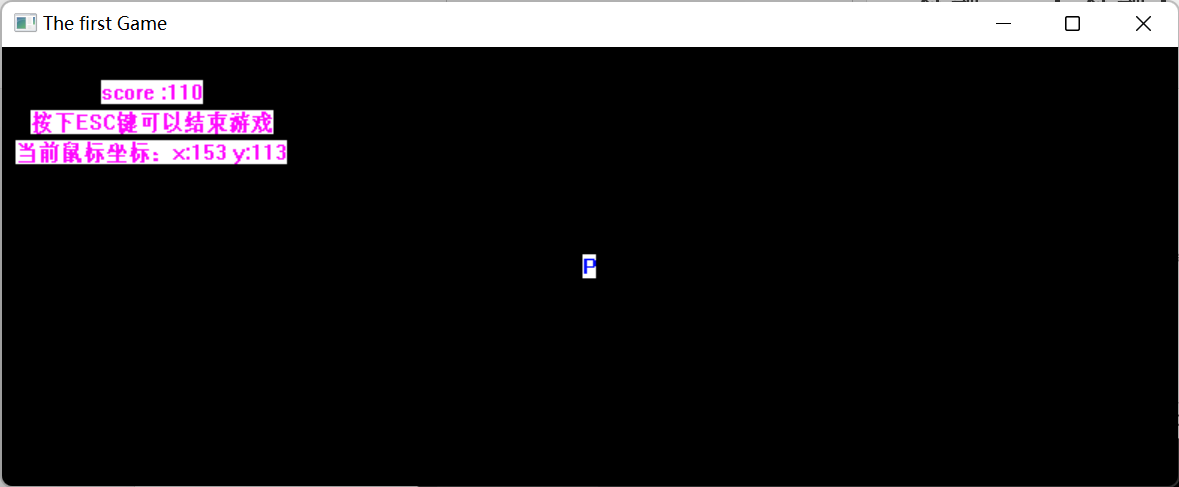 The first Game
score :110
按下ESC键可以结束游戏
当前鼠标坐标：x:153 y:113
P